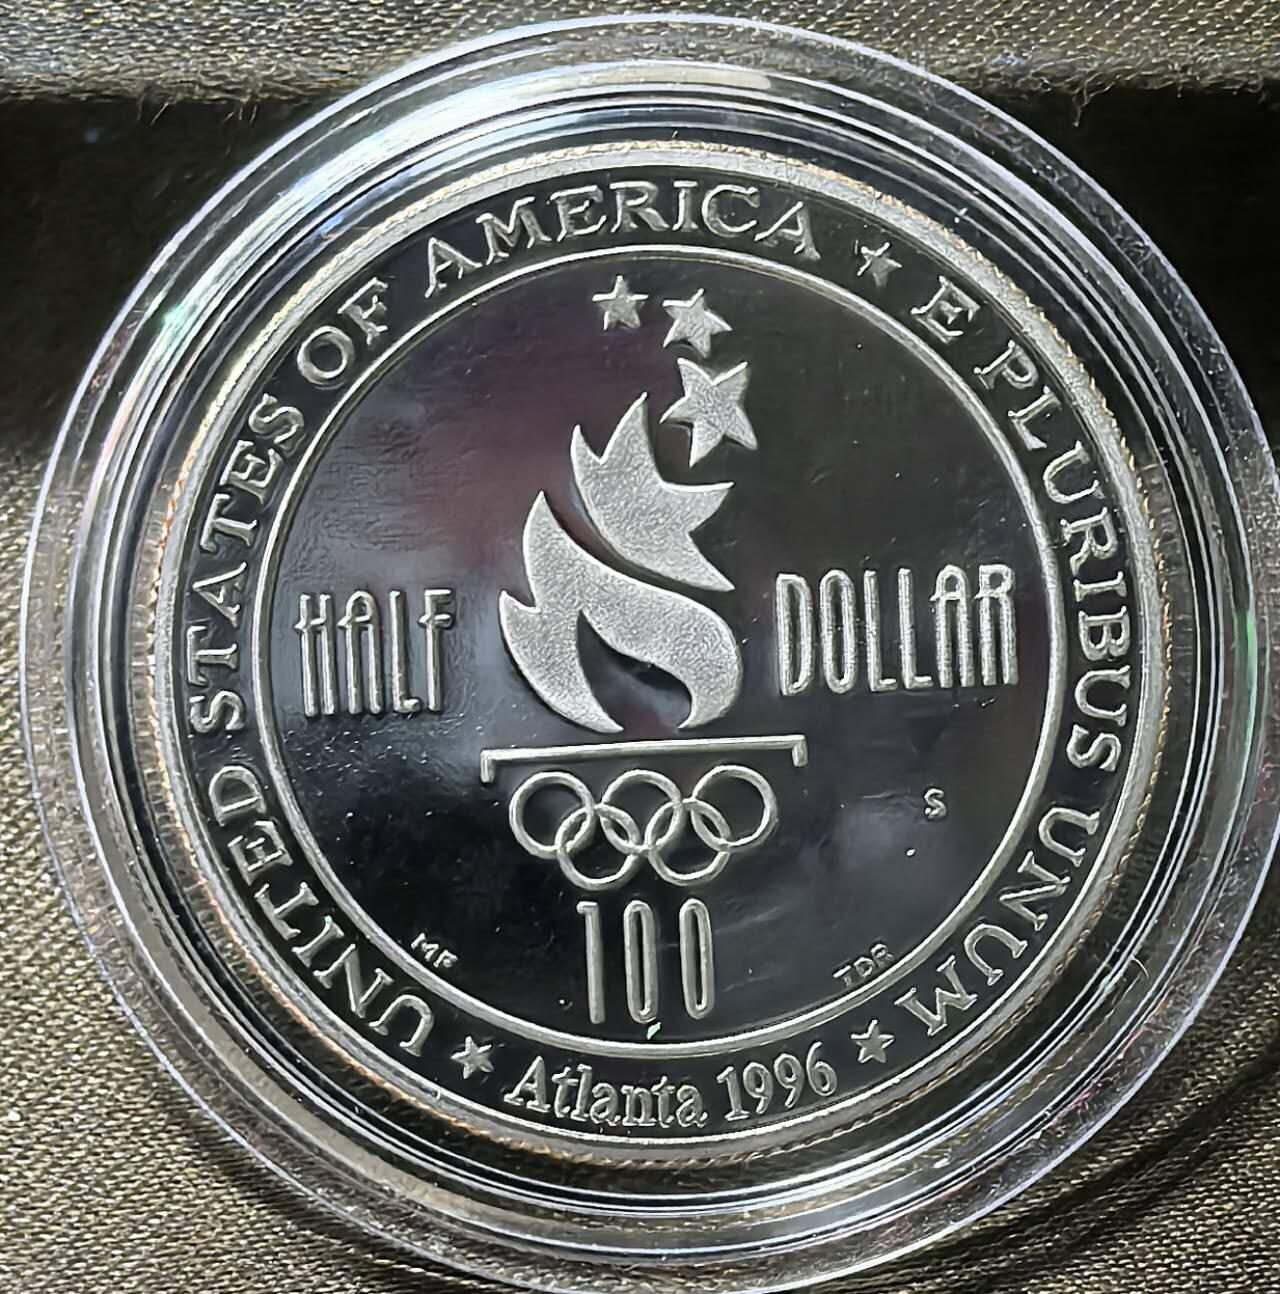 UNITED STATES OF AMERICA ★ E PLURIBUS UNUM ★
Atlanta 1996 ★
HALF DOLLAR
S
100
MF
TDR